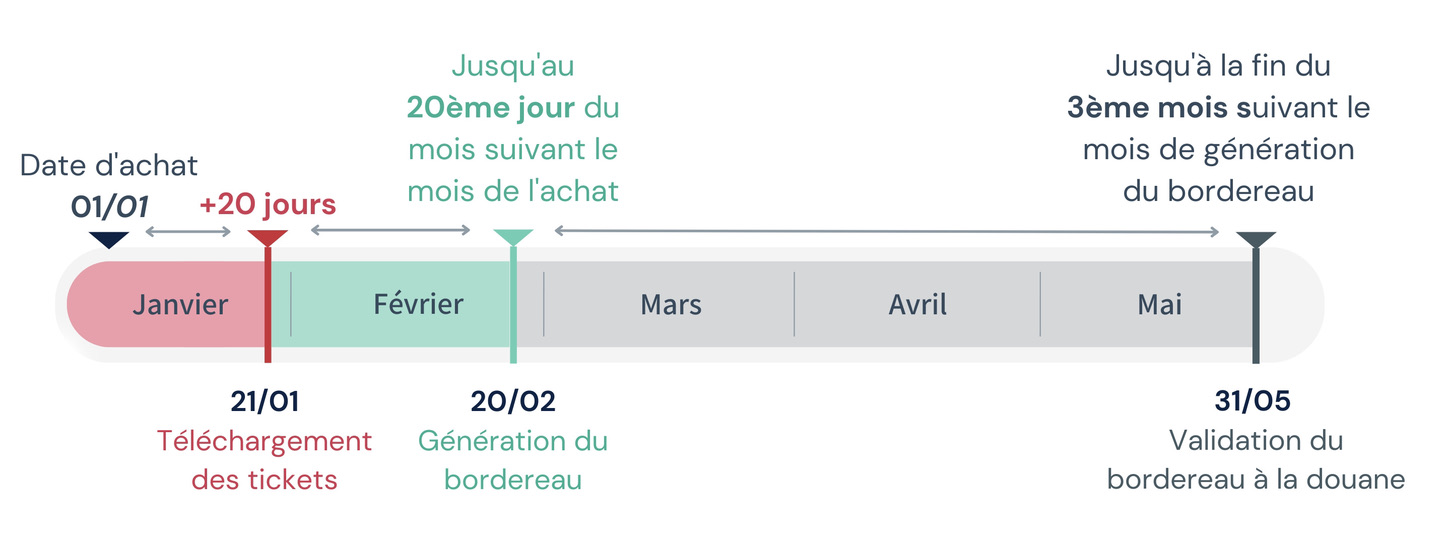 Jusqu'au
20ème jour du
mois suivant le
mois de l'achat
Jusqu'à la fin du
3ème mois suivant le
mois de génération
du bordereau
Date d'achat
01/01
+20 jours
Janvier
Février
Mars
Avril
Mai
21/01
Téléchargement
des tickets
20/02
Génération du
bordereau
31/05
Validation du
bordereau à la douane